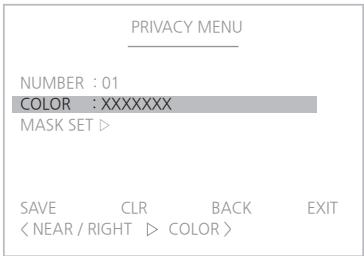 PRIVACY MENU
NUMBER : 01
COLOR : XXXXXXX
MASK SET ▷
SAVE CLR BACK EXIT
〈 NEAR / RIGHT ▷ COLOR 〉